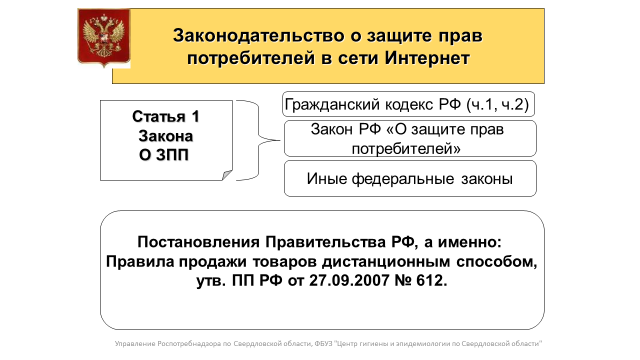 Законодательство о защите прав
потребителей в сети Интернет
Статья 1
Закона
О ЗПП
Гражданский кодекс РФ (ч.1, ч.2)
Закон РФ «О защите прав
потребителей»
Иные федеральные законы
Постановления Правительства РФ, а именно:
Правила продажи товаров дистанционным способом,
утв. ПП РФ от 27.09.2007 № 612.
Управление Роспотребнадзора по Свердловской области, ФБУЗ "Центр гигиены и эпидемиологии по Свердловской области"